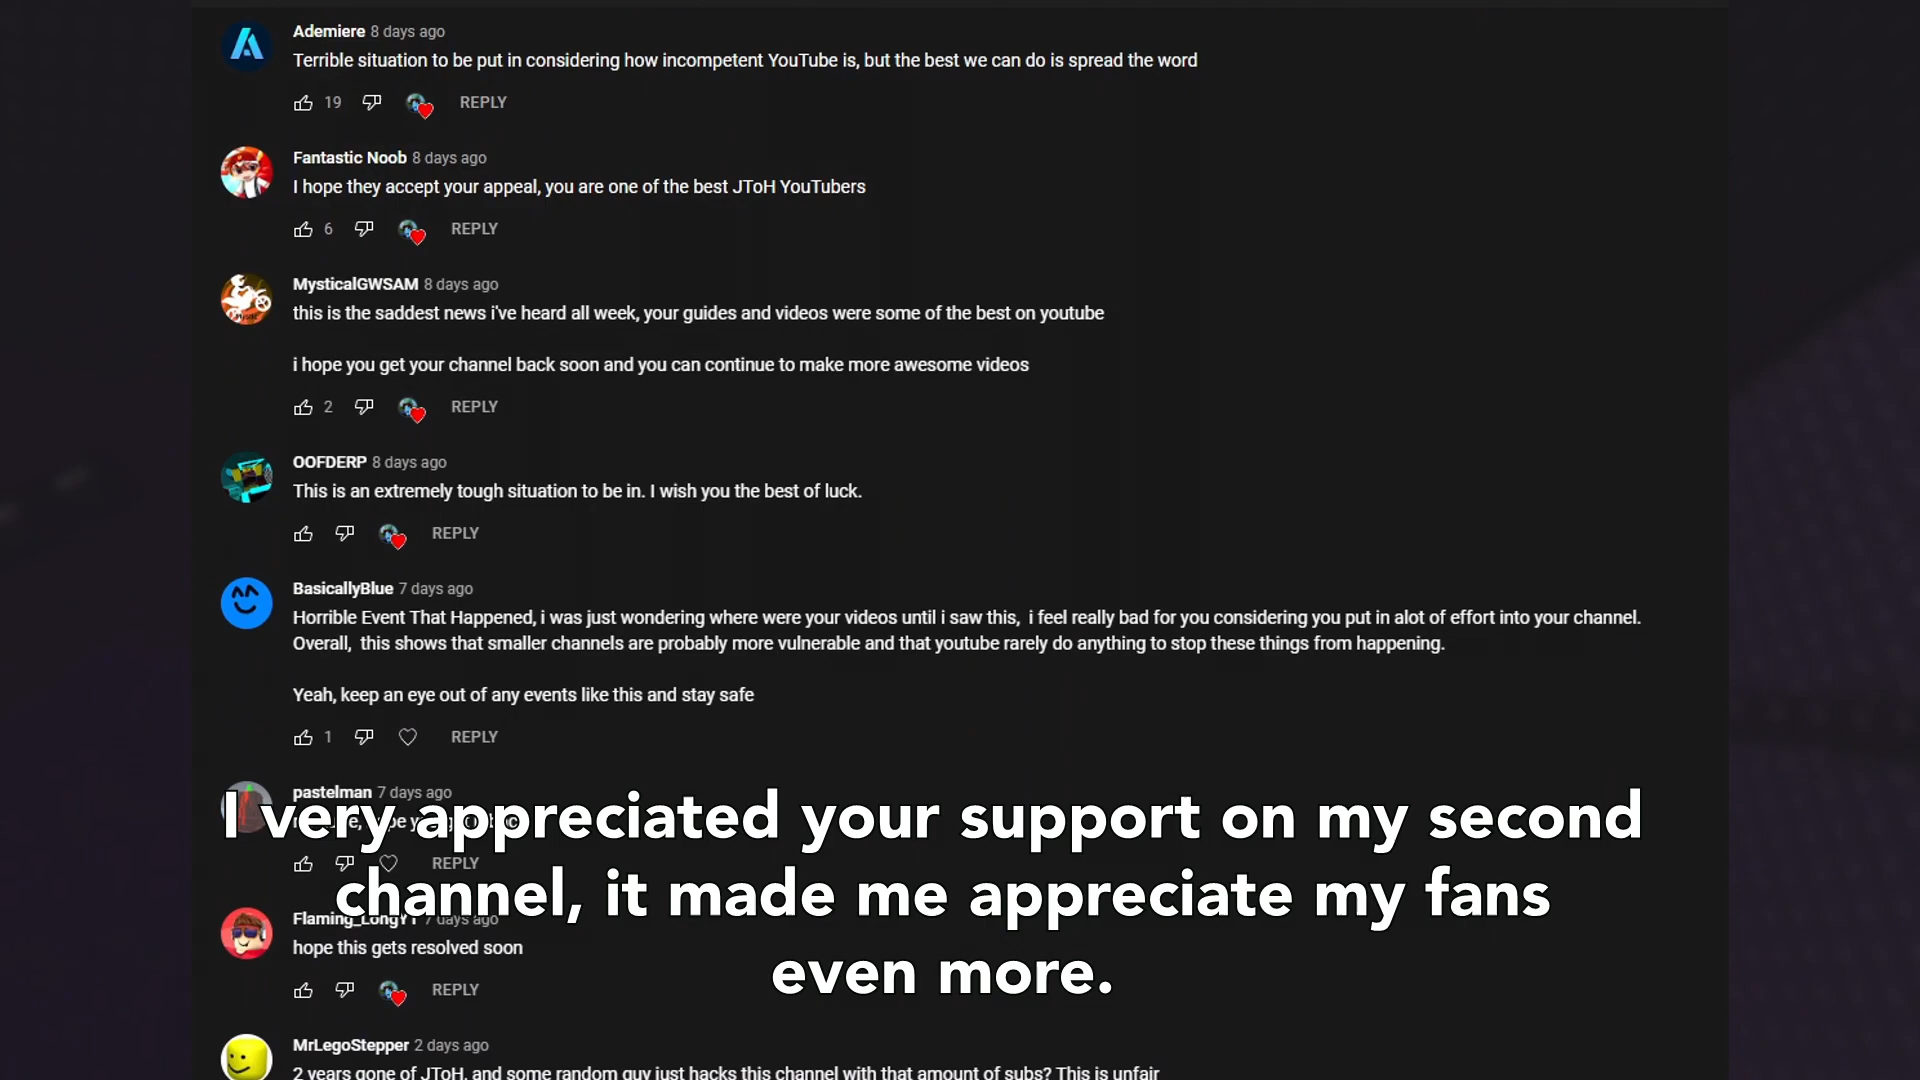 Ademiere 8 days ago
Terrible situation to be put in considering how incompetent YouTube is, but the best we can do is spread the word
19 REPLY
Fantastic Noob 8 days ago
I hope they accept your appeal, you are one of the best JToH YouTubers
6 REPLY
MysticalGWSAM 8 days ago
this is the saddest news i've heard all week, your guides and videos were some of the best on youtube
i hope you get your channel back soon and you can continue to make more awesome videos
2 REPLY
OOFDERP 8 days ago
This is an extremely tough situation to be in. I wish you the best of luck.
REPLY
BasicallyBlue 7 days ago
Horrible Event That Happened, i was just wondering where were your videos until i saw this, i feel really bad for you considering you put in alot of effort into your channel.
Overall, this shows that smaller channels are probably more vulnerable and that youtube rarely do anything to stop these things from happening.
Yeah, keep an eye out of any events like this and stay safe
1 REPLY
pastelman 7 days ago
I very appreciated your support on my second
REPLY
channel, it made me appreciate my fans
Flaming_LongYT 7 days ago
hope this gets resolved soon
even more.
REPLY
MrLegoStepper 2 days ago
2 years gone of JToH, and some random guy just hacks this channel with that amount of subs? This is unfair